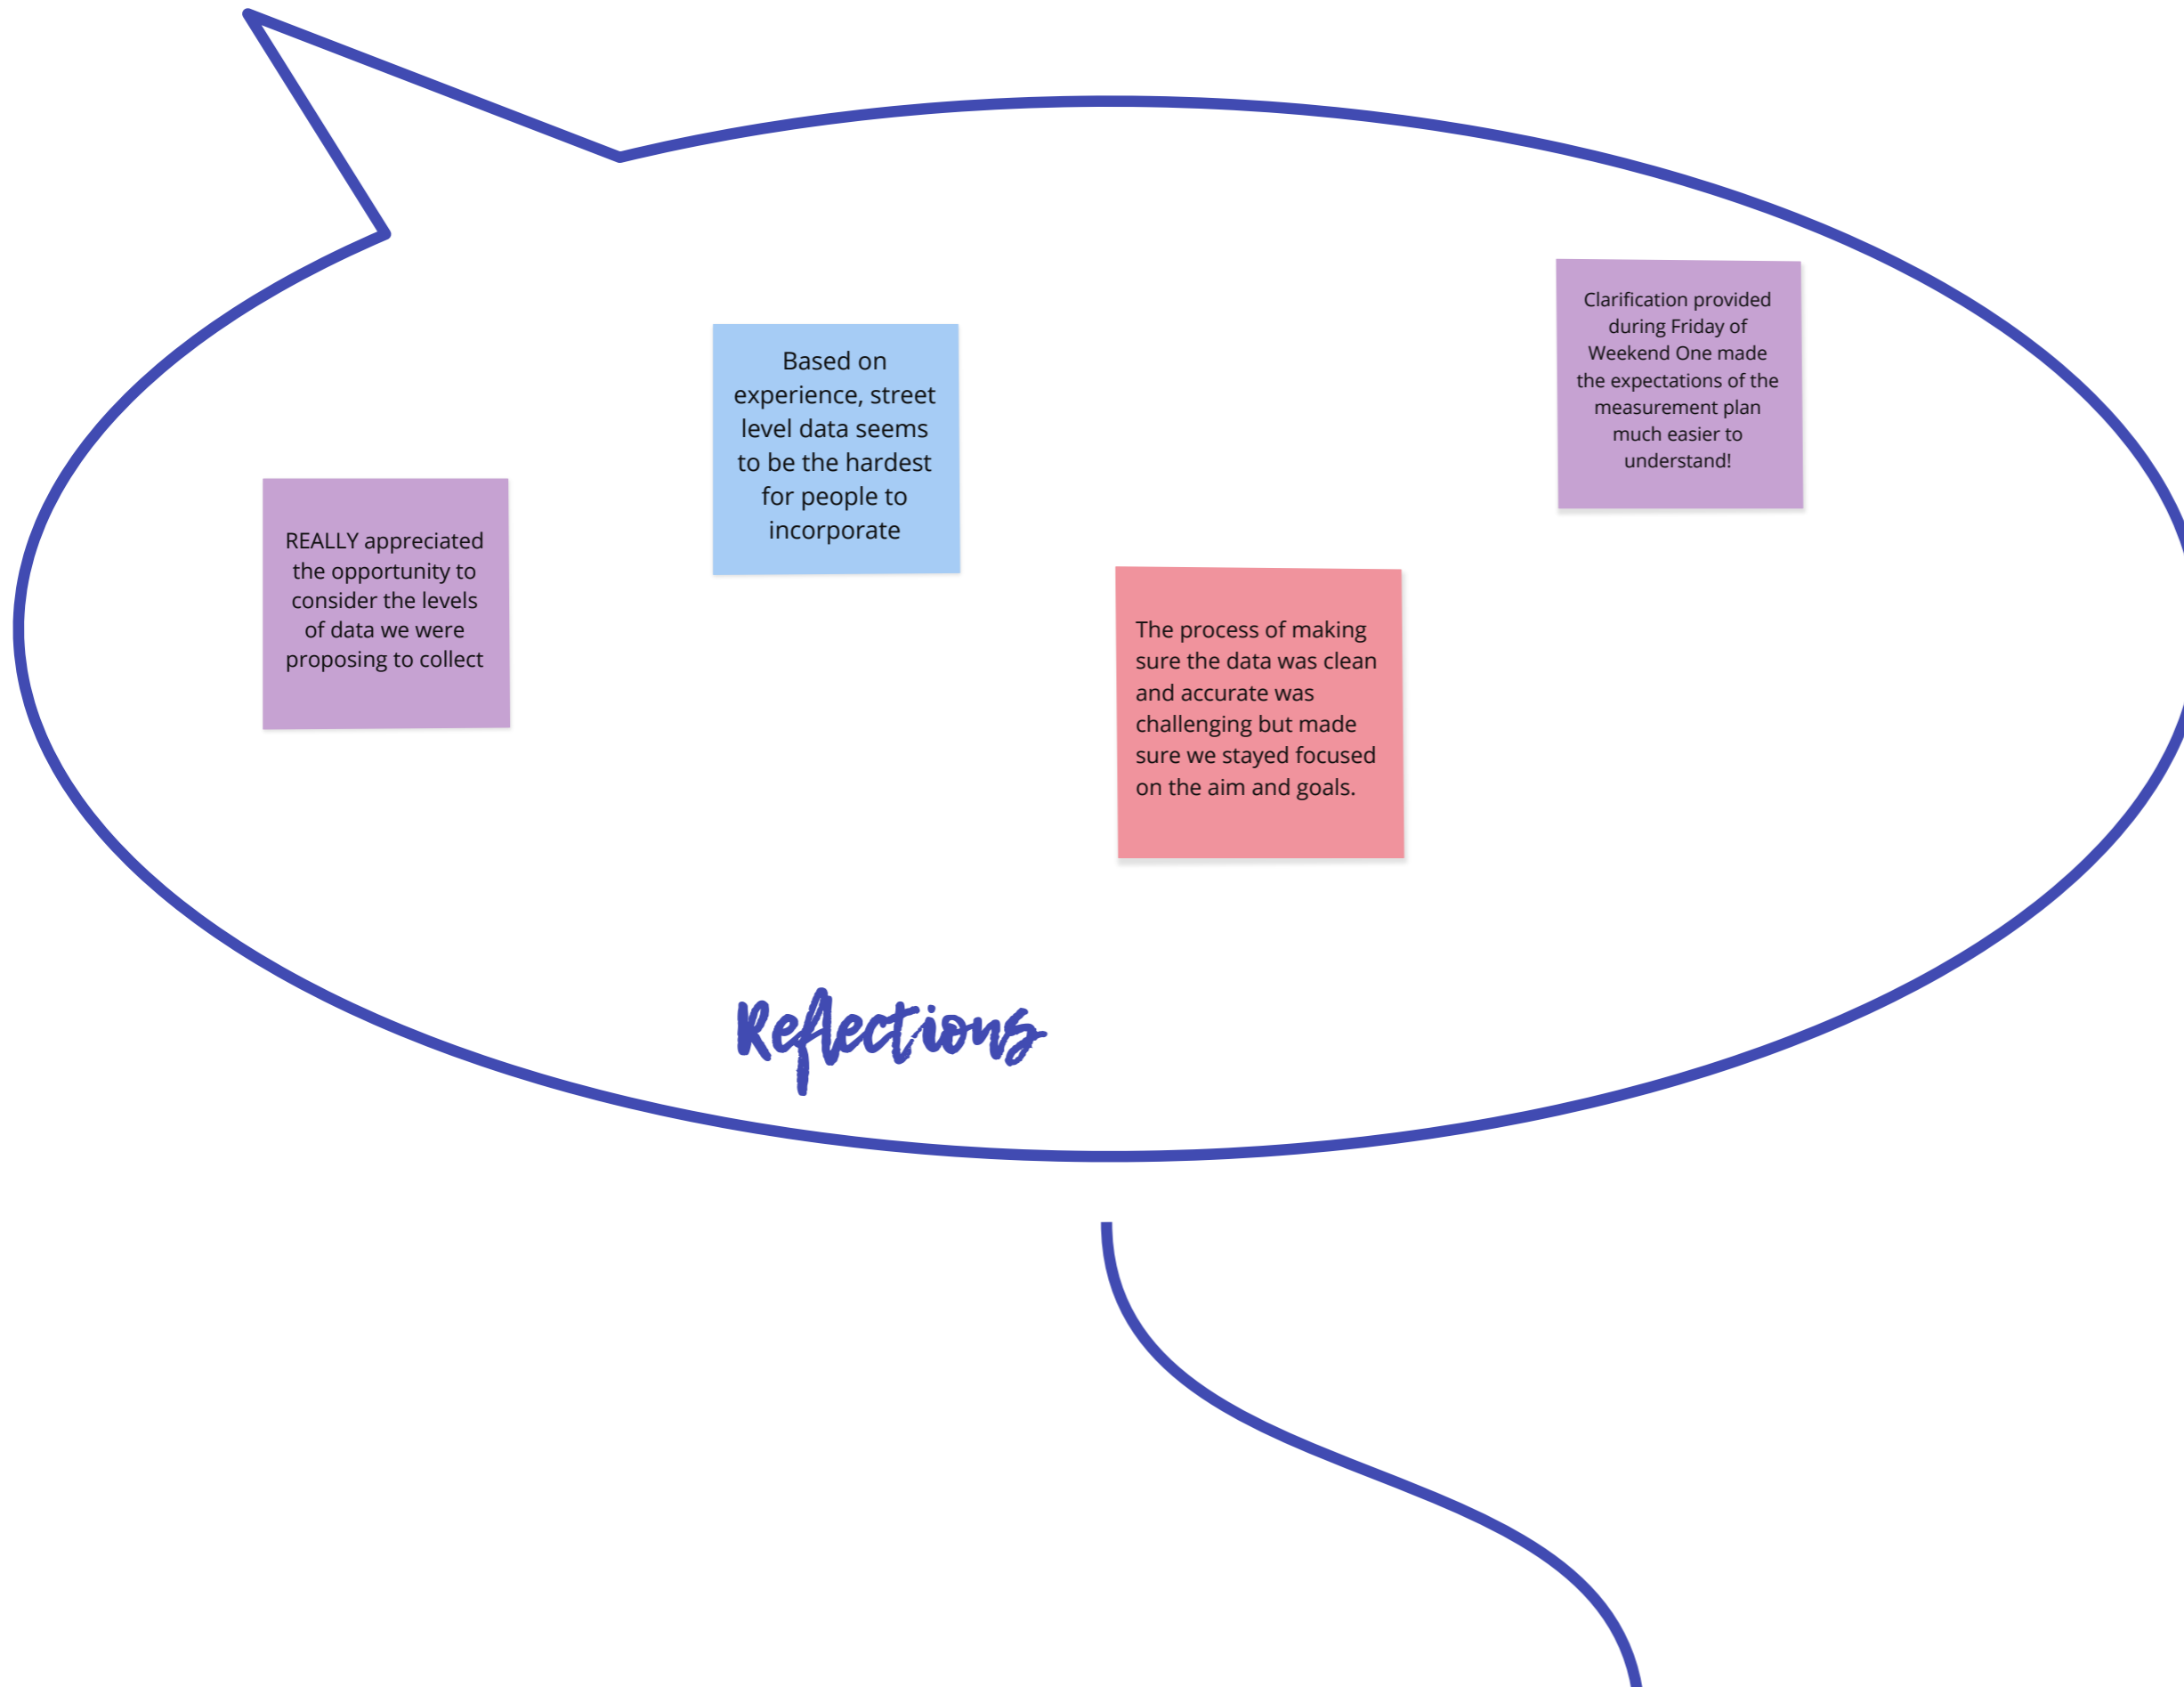 REALLY appreciated
the opportunity to
consider the levels
of data we were
proposing to collect
Based on
experience, street
level data seems
to be the hardest
for people to
incorporate
The process of making
sure the data was clean
and accurate was
challenging but made
sure we stayed focused
on the aim and goals.
Clarification provided
during Friday of
Weekend One made
the expectations of the
measurement plan
much easier to
understand!
Reflections